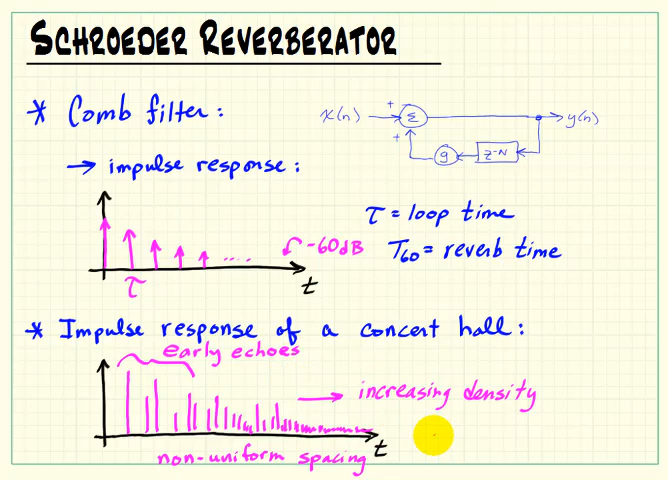 SCHROEDER REVERBERATOR
* Comb filter:
x(n) + Σ y(n)
+
g z^-N
→ impulse response:
τ = loop time
-60dB
T60 = reverb time
....
τ
t
* Impulse response of a concert hall:
early echoes
→ increasing density
t
non-uniform spacing